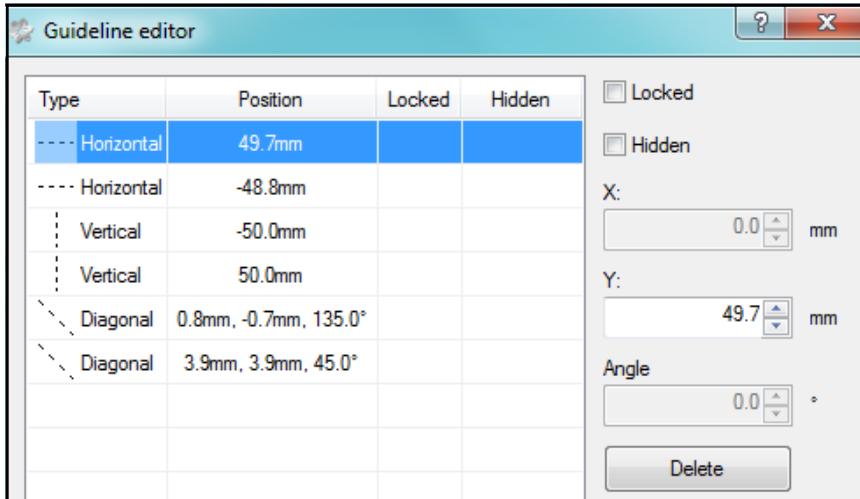 Guideline editor
?
X
Type Position Locked Hidden
Horizontal 49.7mm
Horizontal -48.8mm
Vertical -50.0mm
Vertical 50.0mm
Diagonal 0.8mm, -0.7mm, 135.0°
Diagonal 3.9mm, 3.9mm, 45.0°
Locked
Hidden
X:
0.0 mm
Y:
49.7 mm
Angle
0.0 °
Delete